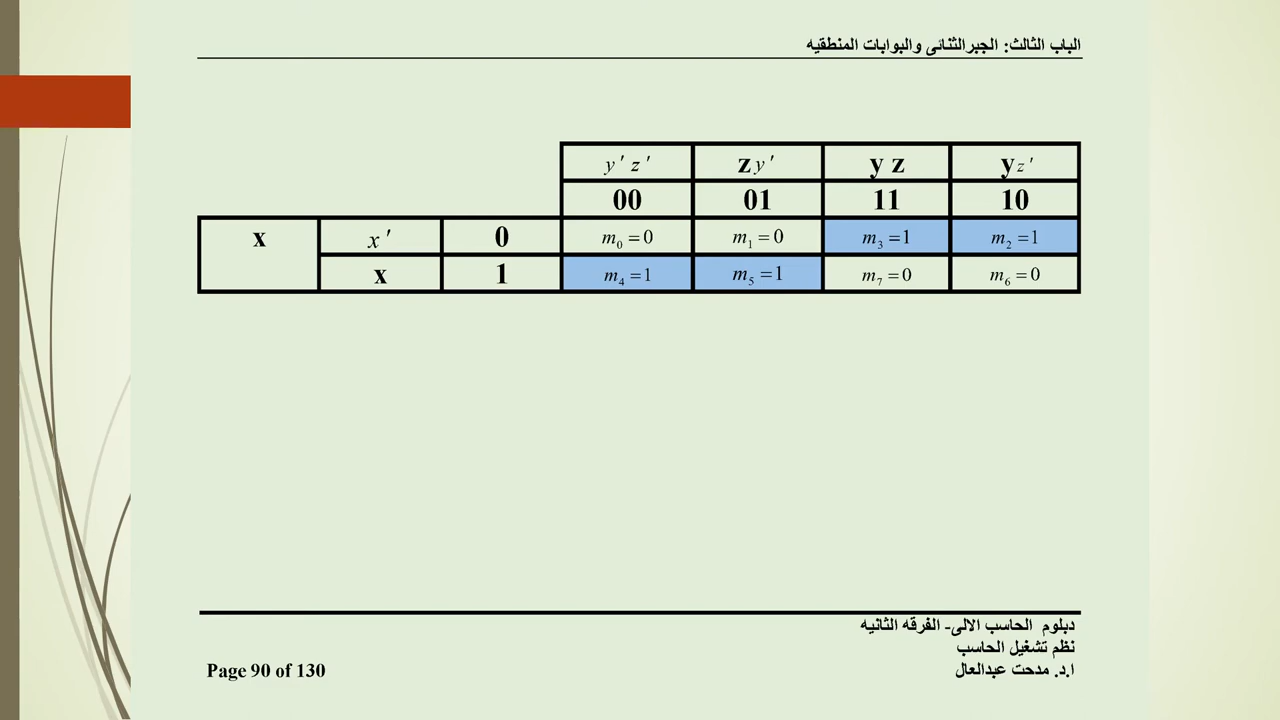 الباب الثالث: الجبرالثنائى والبوابات المنطقيه
y' z' z y' y z y z'
00 01 11 10
x x' 0 m₀ = 0 m₁ = 0 m₃ = 1 m₂ = 1
x 1 m₄ = 1 m₅ = 1 m₇ = 0 m₆ = 0
دبلوم الحاسب الالى- الفرقه الثانيه
نظم تشغيل الحاسب
ا.د. مدحت عبدالعال
Page 90 of 130